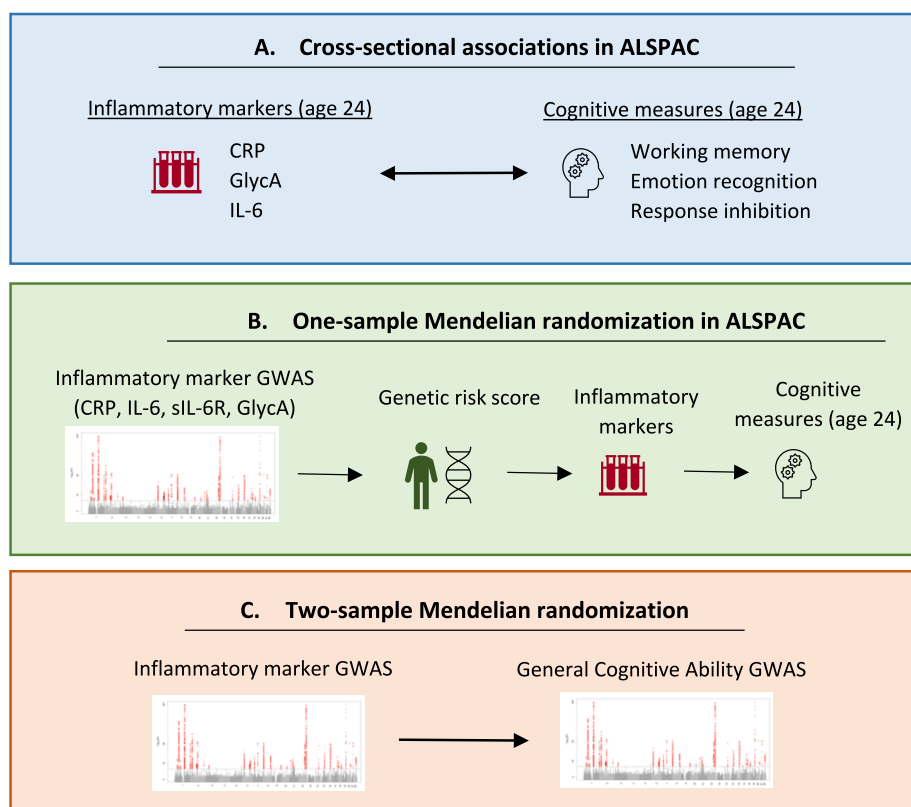 A. Cross-sectional associations in ALSPAC
Inflammatory markers (age 24)
CRP
GlycA
IL-6
Cognitive measures (age 24)
Working memory
Emotion recognition
Response inhibition
B. One-sample Mendelian randomization in ALSPAC
Inflammatory marker GWAS
(CRP, IL-6, sIL-6R, GlycA)
Genetic risk score
Inflammatory
markers
Cognitive
measures (age 24)
C. Two-sample Mendelian randomization
Inflammatory marker GWAS
General Cognitive Ability GWAS